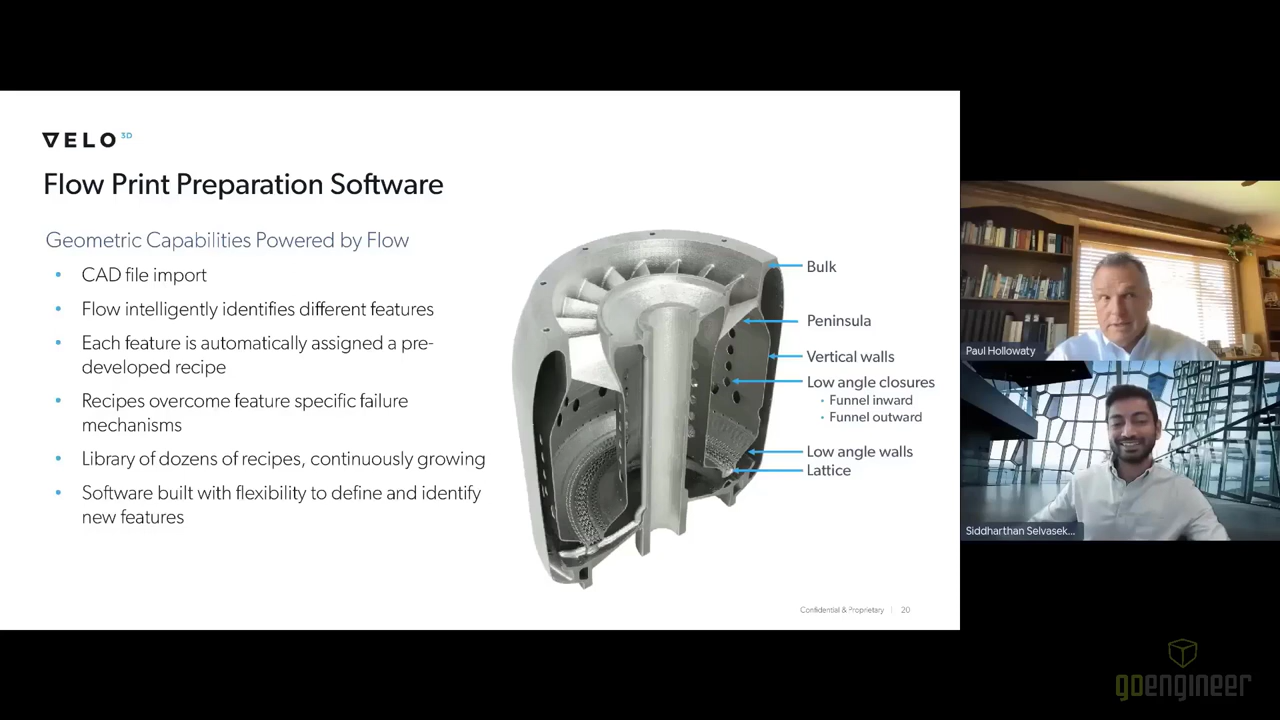 VELO 3D
Flow Print Preparation Software
Geometric Capabilities Powered by Flow
• CAD file import
• Flow intelligently identifies different features
• Each feature is automatically assigned a pre-
developed recipe
• Recipes overcome feature specific failure
mechanisms
• Library of dozens of recipes, continuously growing
• Software built with flexibility to define and identify
new features
Bulk
Peninsula
Vertical walls
Low angle closures
• Funnel inward
• Funnel outward
Low angle walls
Lattice
Confidential & Proprietary | 20
Paul Hollowaty
Siddharthan Selvasek...
goengineer